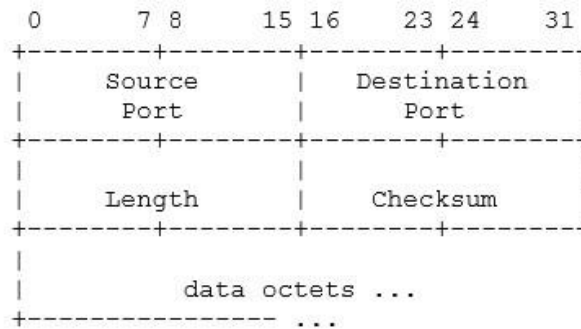 0 7 8 15 16 23 24 31
+--------+--------+--------+--------+
| Source | Destination |
| Port | Port |
+--------+--------+--------+--------+
| | |
| Length | Checksum |
+--------+--------+--------+--------+
|
| data octets ...
+---------------- ...